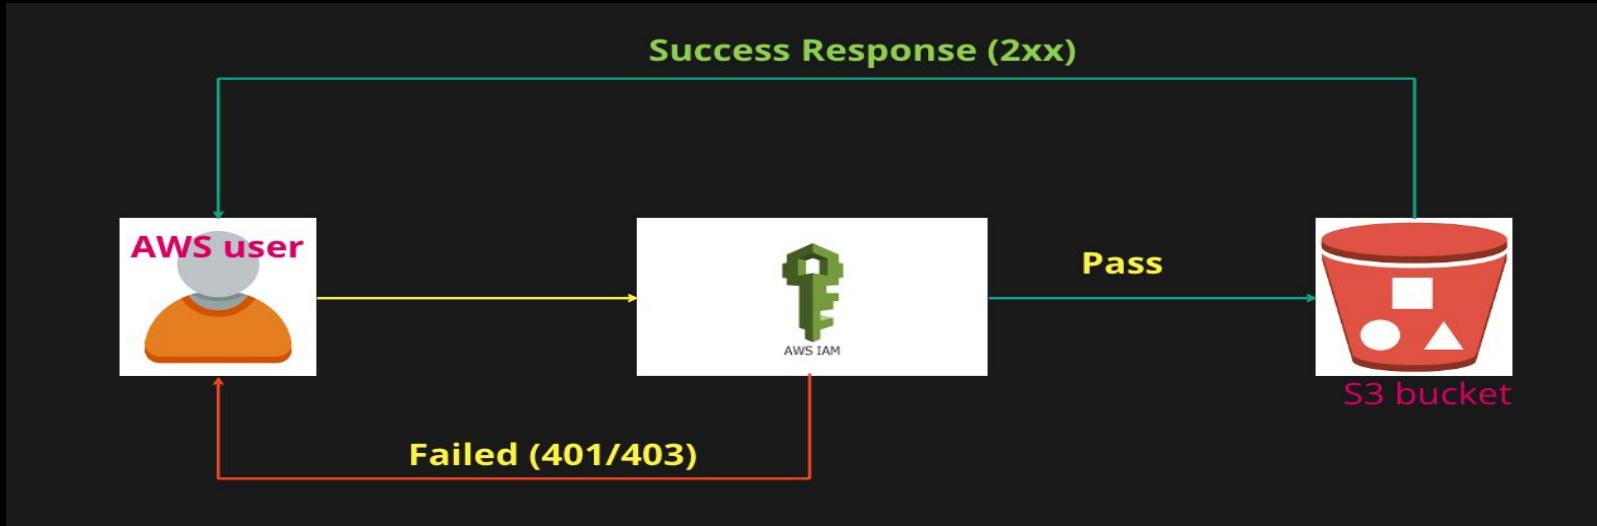 Success Response (2xx)
AWS user
Pass
AWS IAM
S3 bucket
Failed (401/403)